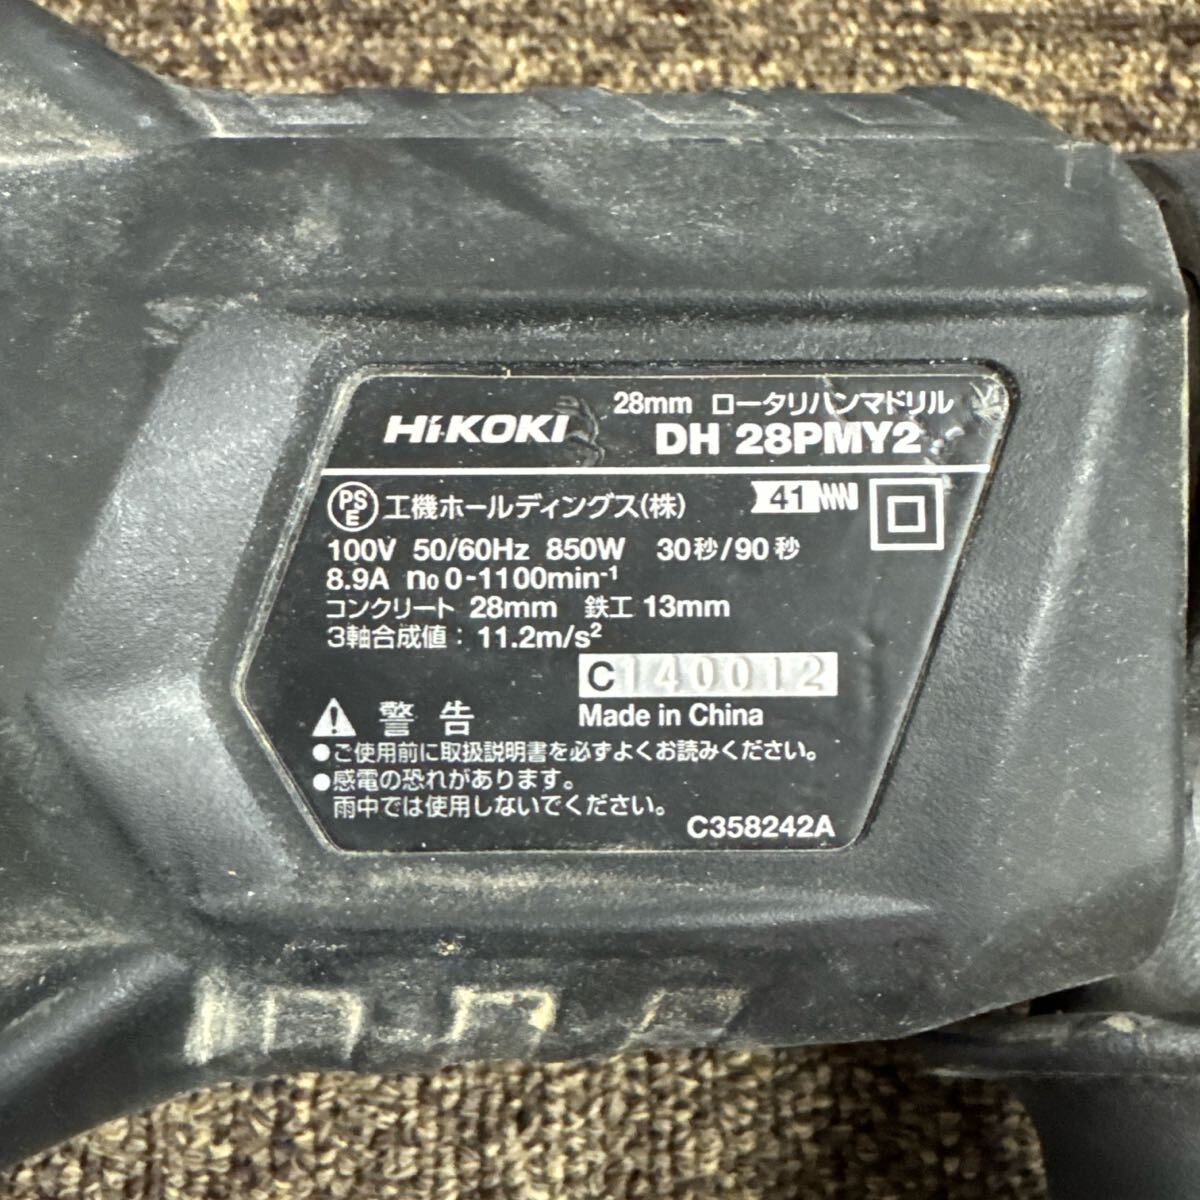 28mm ロータリハンマドリル
HiKOKI DH 28PMY2
PSE 工機ホールディングス(株) 41
100V 50/60Hz 850W 30秒/90秒
8.9A n0 0-1100min-1
コンクリート 28mm 鉄工 13mm
3軸合成値: 11.2m/s2
C140012
Made in China
警告
●ご使用前に取扱説明書を必ずよくお読みください。
●感電の恐れがあります。
雨中では使用しないでください。
C358242A